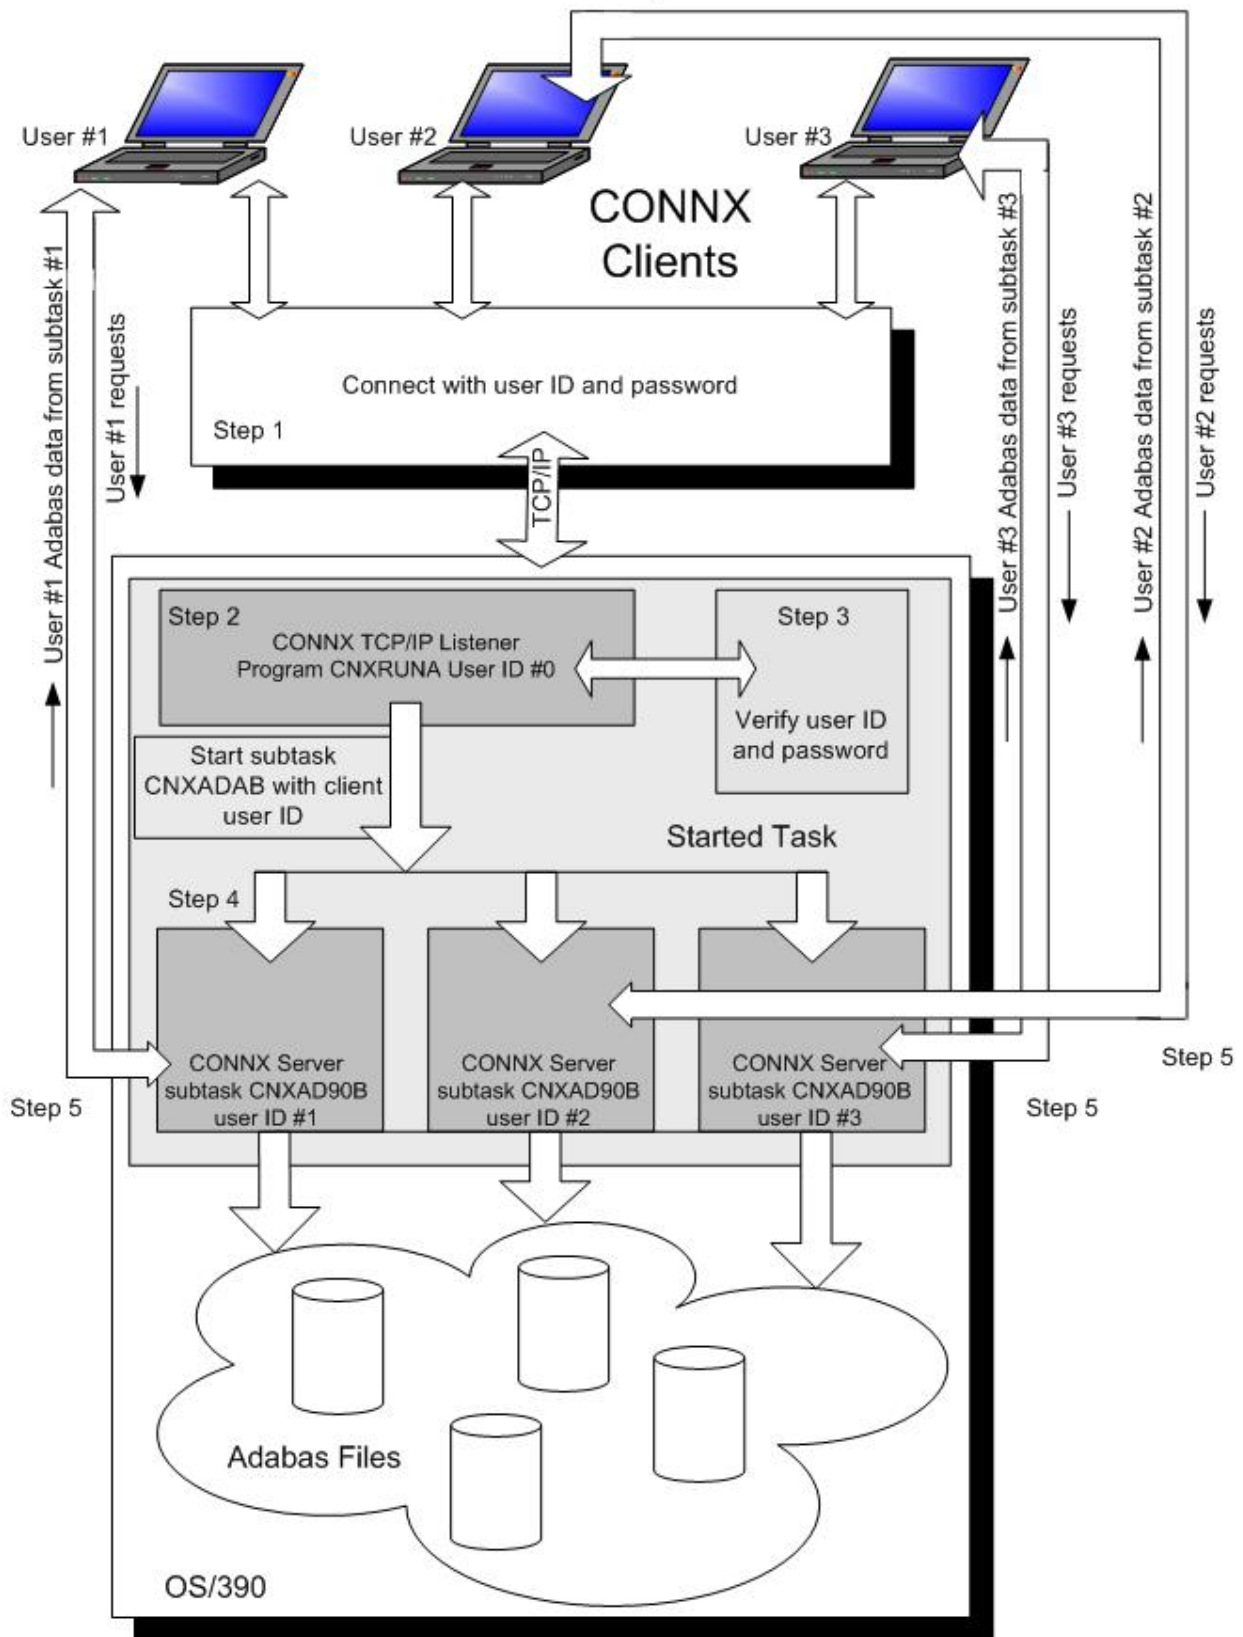 User #1
User #2
User #3
CONNX
Clients
User #1 Adabas data from subtask #1
User #1 requests
User #3 Adabas data from subtask #3
User #3 requests
User #2 Adabas data from subtask #2
User #2 requests
Connect with user ID and password
Step 1
TCP/IP
Step 2
CONNX TCP/IP Listener
Program CNXRUNA User ID #0
Step 3
Verify user ID
and password
Start subtask
CNXADAB with client
user ID
Started Task
Step 4
CONNX Server
subtask CNXAD90B
user ID #1
CONNX Server
subtask CNXAD90B
user ID #2
CONNX Server
subtask CNXAD90B
user ID #3
Step 5
Step 5
Step 5
Adabas Files
OS/390